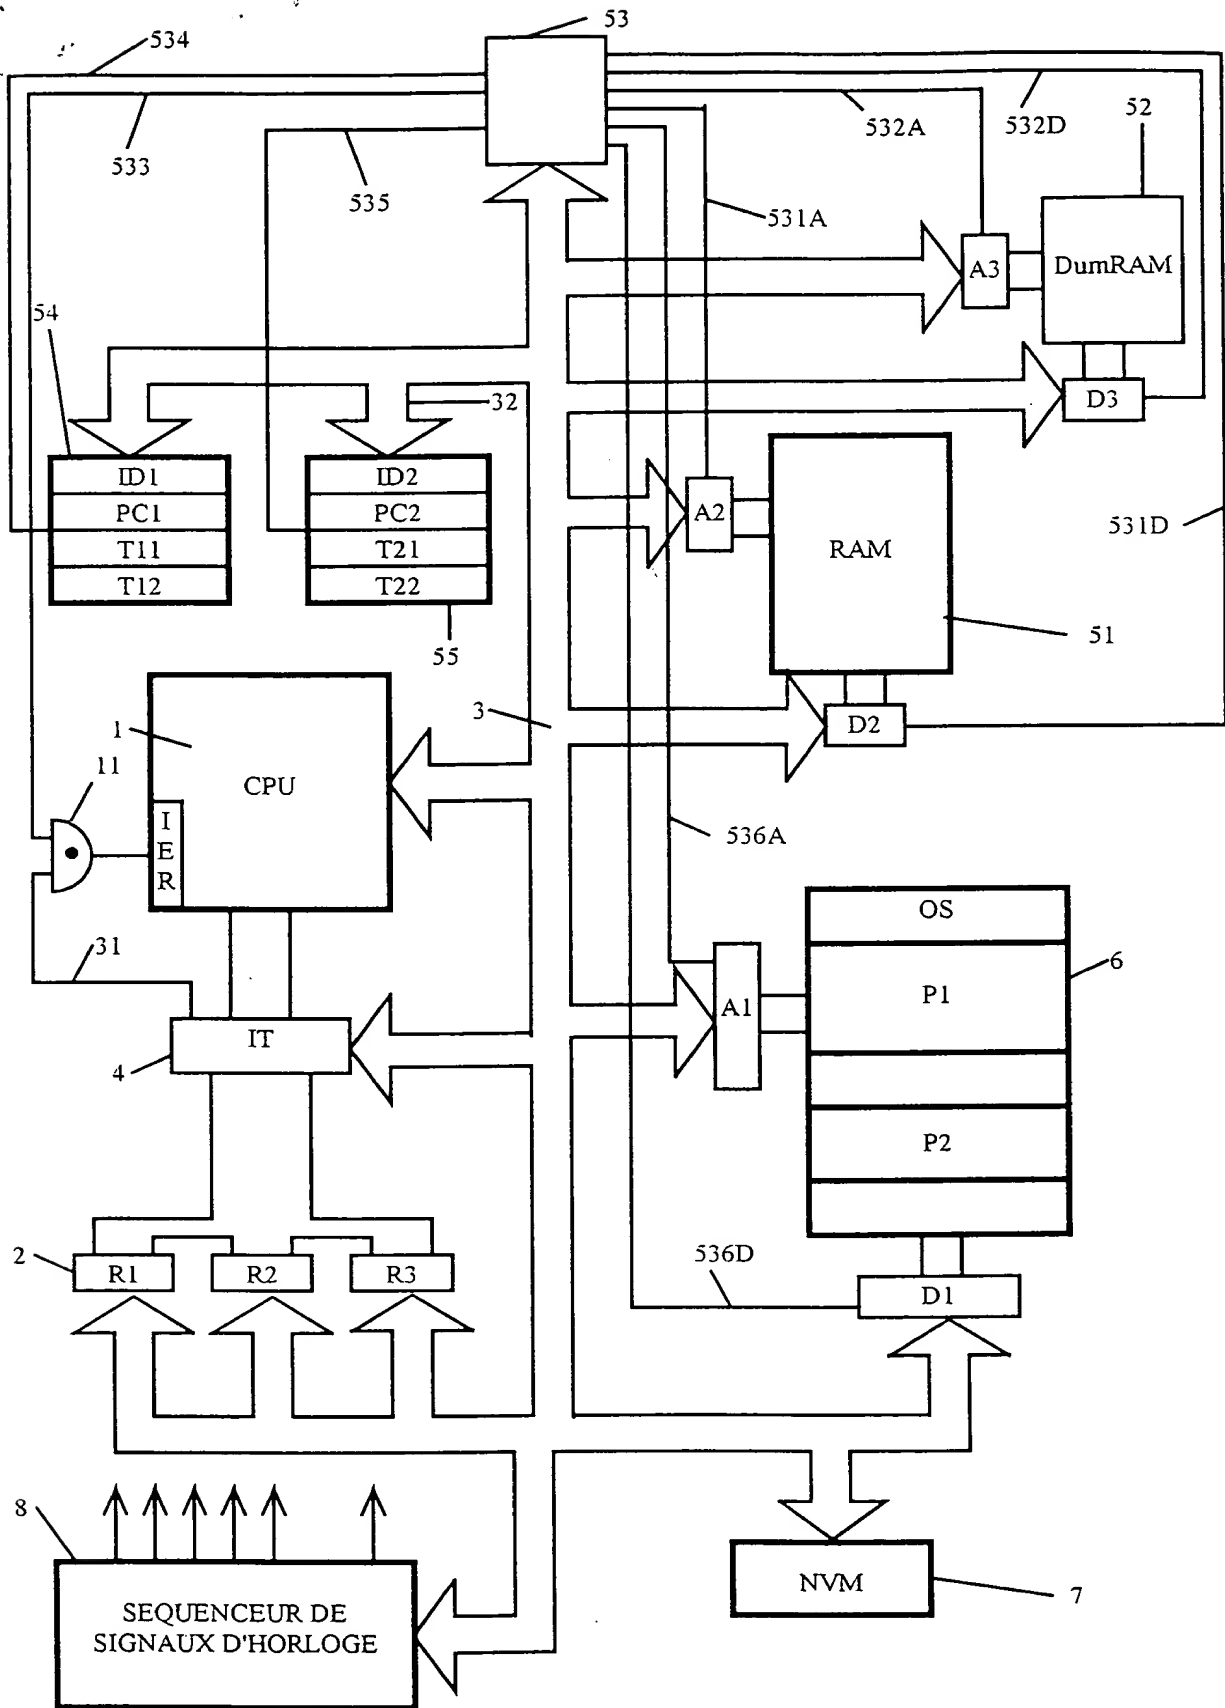 53
534
533
535
532A
532D
52
531A
A3
DumRAM
54
32
D3
ID1
PC1
T11
T12
ID2
PC2
T21
T22
A2
RAM
531D
51
55
3
D2
1
11
CPU
I
E
R
536A
OS
31
6
A1
P1
IT
4
P2
2
R1
R2
R3
536D
D1
8
SEQUENCEUR DE
SIGNAUX D'HORLOGE
NVM
7